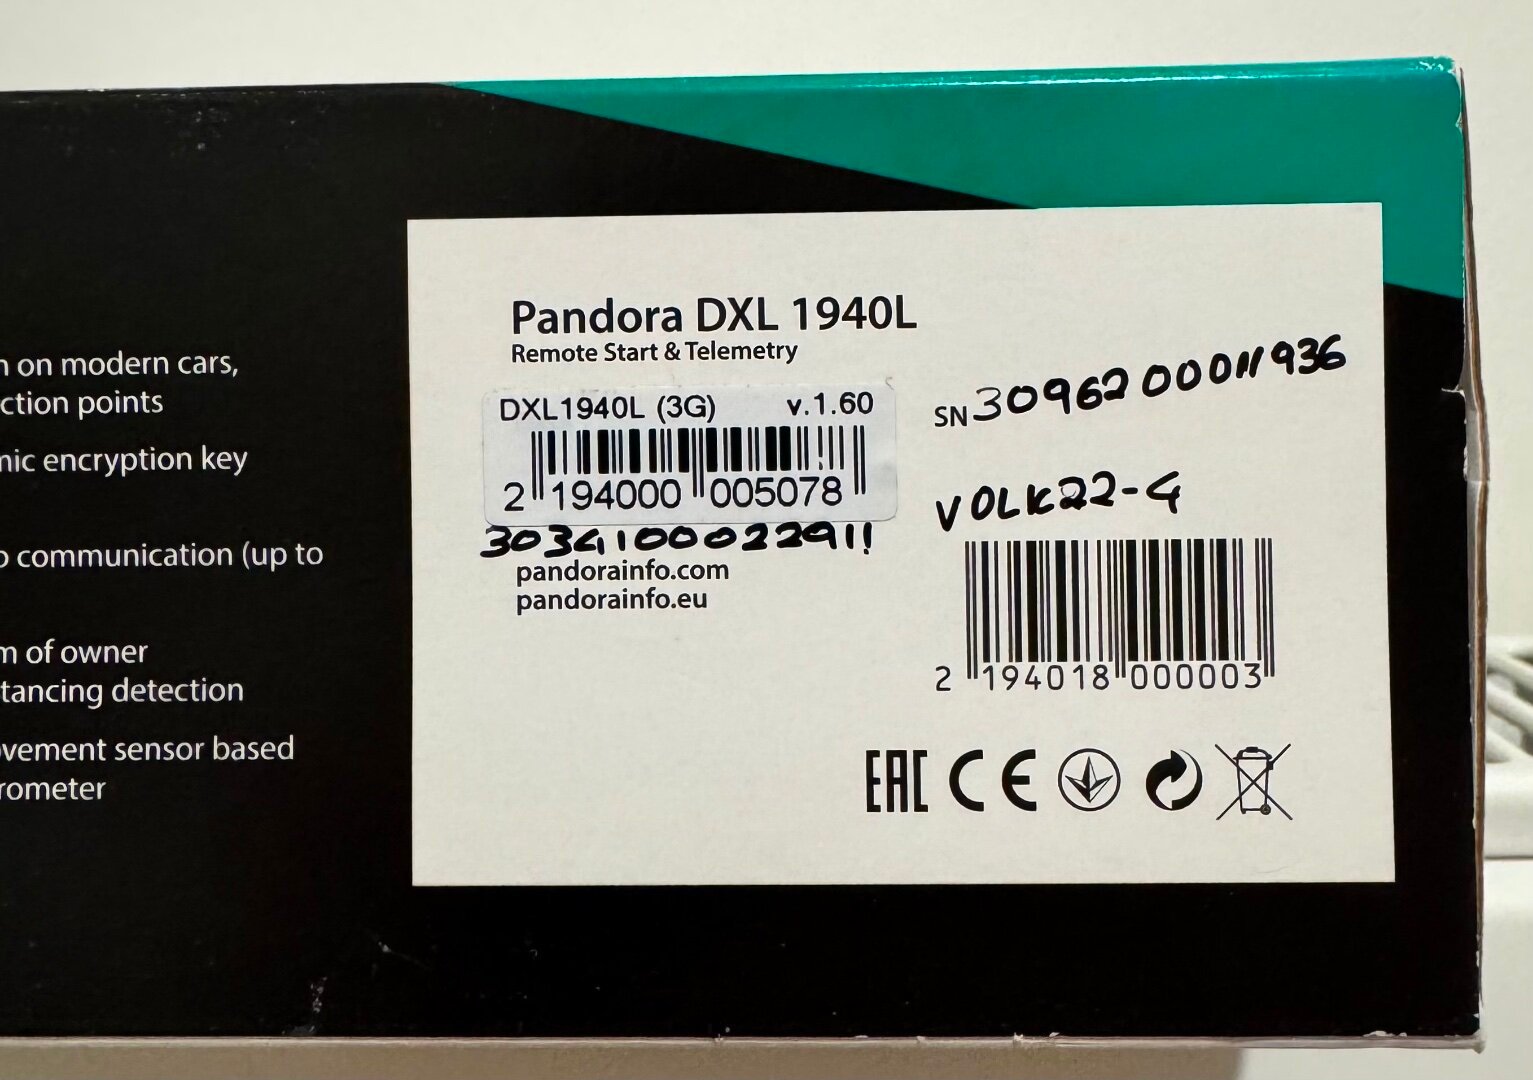 n on modern cars,
ction points
nic encryption key
o communication (up to
m of owner
tancing detection
ovement sensor based
rometer
Pandora DXL 1940L
Remote Start & Telemetry
DXL1940L (3G) v.1.60
2 194000 005078
pandorainfo.com
pandorainfo.eu
SN 309620001193​6
VOLK22-4
2 194018 000003
EAC CE